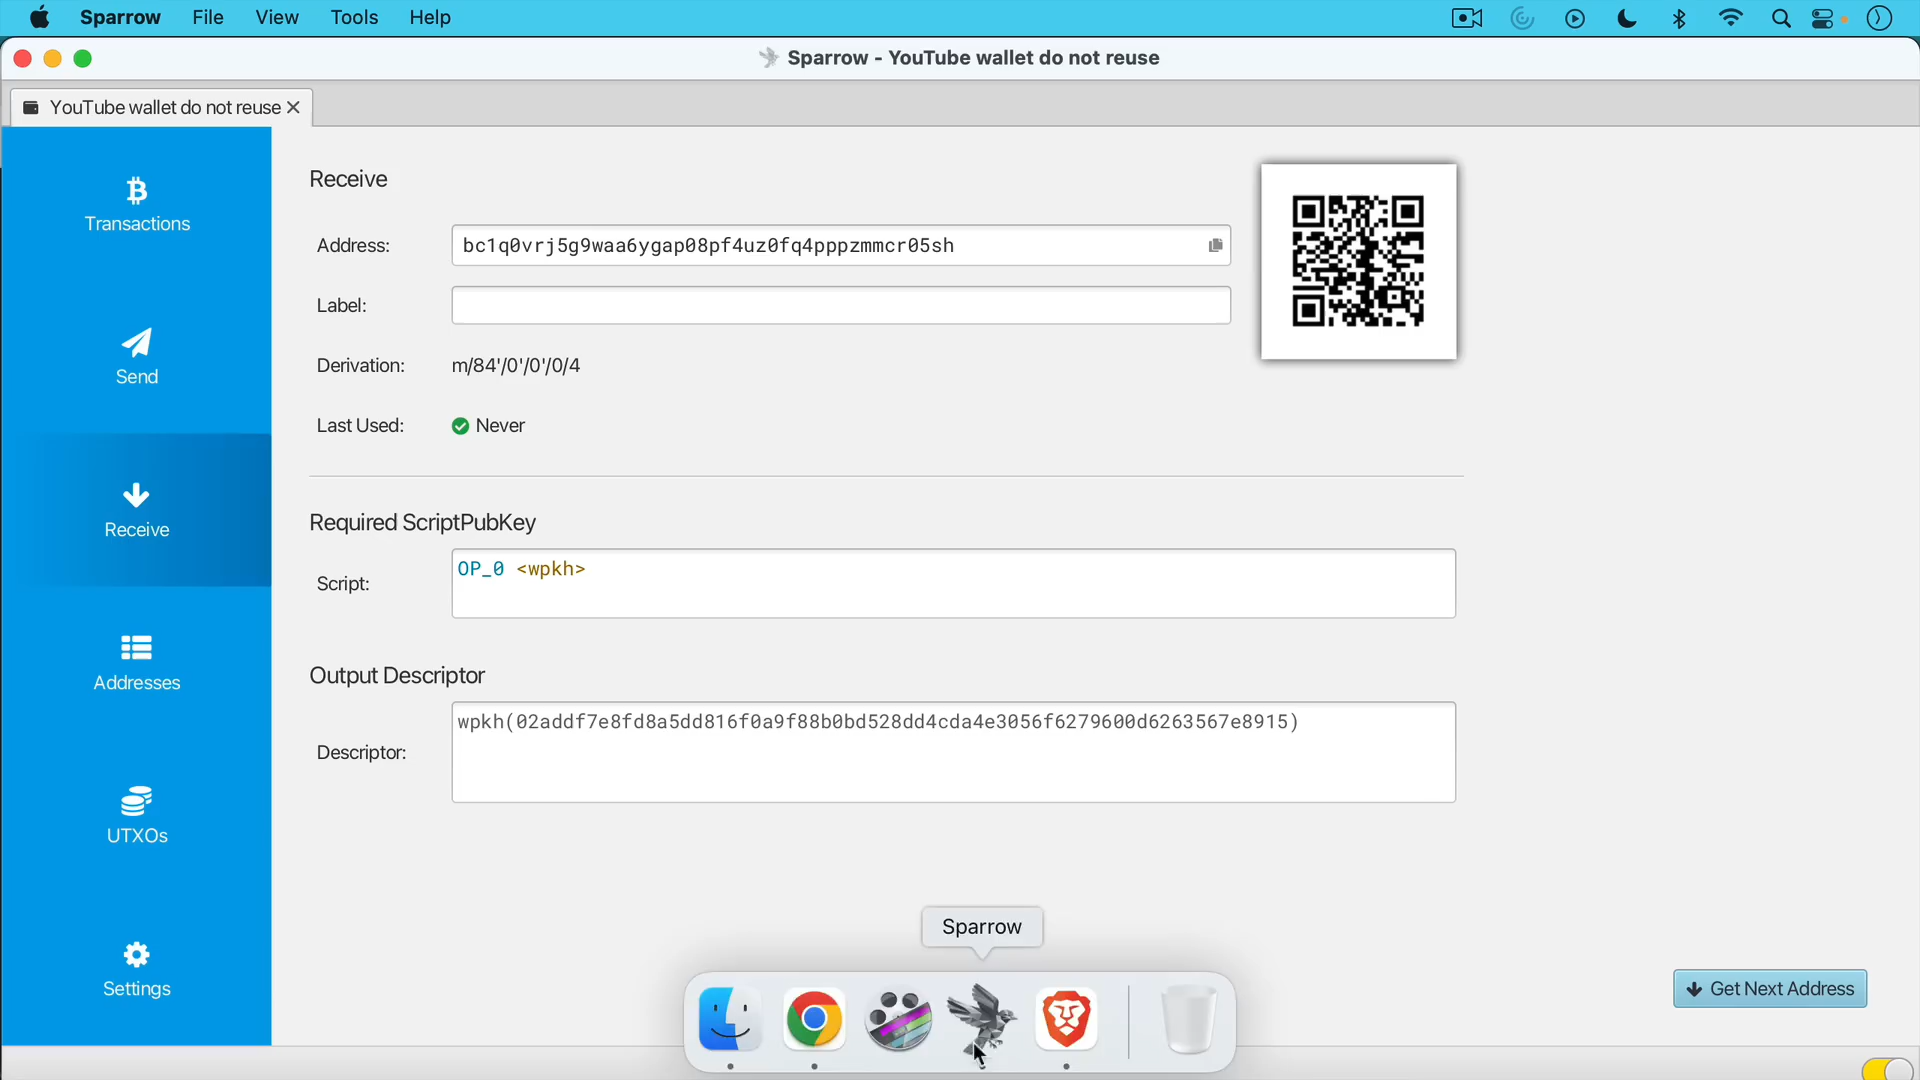 Sparrow File View Tools Help
Sparrow - YouTube wallet do not reuse
YouTube wallet do not reuse
Transactions
Send
Receive
Addresses
UTXOs
Settings
Receive
Address: bc1q0vrj5g9waa6ygap08pf4uz0fq4pppzmmcr05sh
Label:
Derivation: m/84'/0'/0'/0/4
Last Used: Never
Required ScriptPubKey
Script: OP_0 <wpkh>
Output Descriptor
Descriptor: wpkh(02addf7e8fd8a5dd816f0a9f88b0bd528dd4cda4e3056f6279600d6263567e8915)
Sparrow
Get Next Address